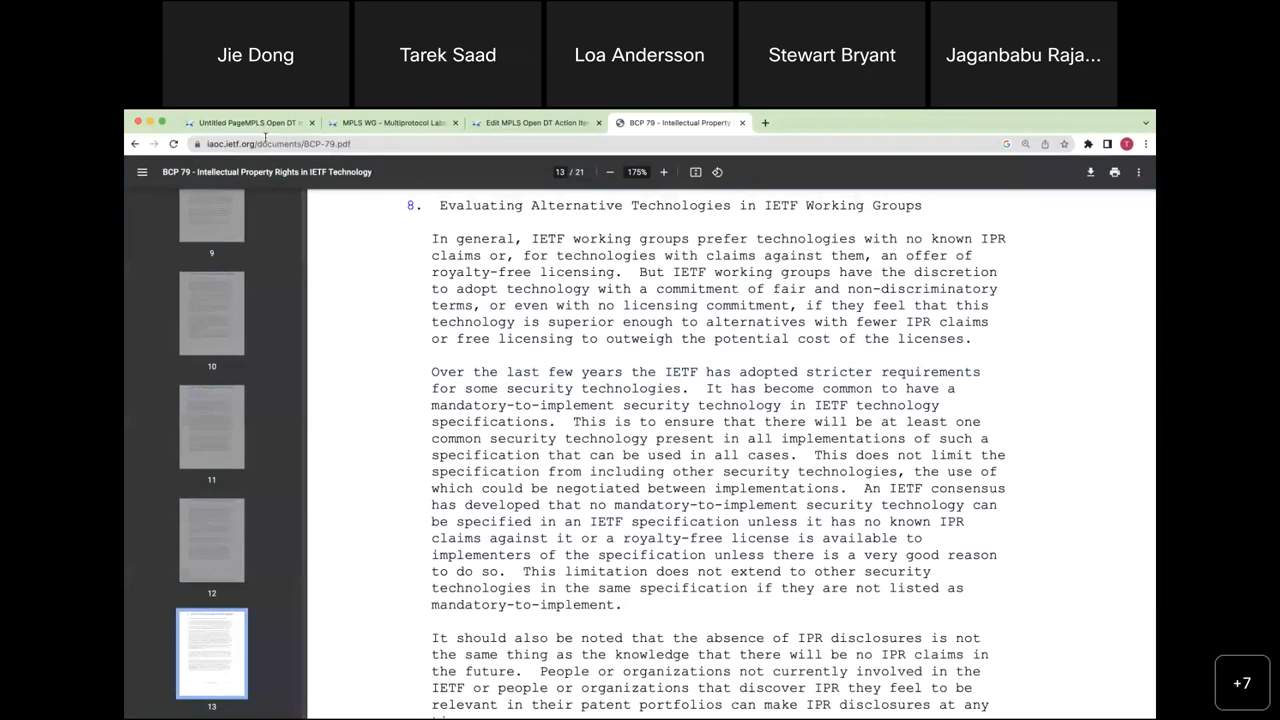 Jie Dong
Tarek Saad
Loa Andersson
Stewart Bryant
Jaganbabu Raja...
Untitled PageMPLS Open DT n
MPLS WG - Multiprotocol Lab
Edit MPLS Open DT Action Ite
BCP 79 - Intellectual Property
iaoc.ietf.org/documents/BCP-79.pdf
T
BCP 79 - Intellectual Property Rights in IETF Technology
13 / 21
175%
9
10
11
12
13
8. Evaluating Alternative Technologies in IETF Working Groups
In general, IETF working groups prefer technologies with no known IPR
claims or, for technologies with claims against them, an offer of
royalty-free licensing. But IETF working groups have the discretion
to adopt technology with a commitment of fair and non-discriminatory
terms, or even with no licensing commitment, if they feel that this
technology is superior enough to alternatives with fewer IPR claims
or free licensing to outweigh the potential cost of the licenses.
Over the last few years the IETF has adopted stricter requirements
for some security technologies. It has become common to have a
mandatory-to-implement security technology in IETF technology
specifications. This is to ensure that there will be at least one
common security technology present in all implementations of such a
specification that can be used in all cases. This does not limit the
specification from including other security technologies, the use of
which could be negotiated between implementations. An IETF consensus
has developed that no mandatory-to-implement security technology can
be specified in an IETF specification unless it has no known IPR
claims against it or a royalty-free license is available to
implementers of the specification unless there is a very good reason
to do so. This limitation does not extend to other security
technologies in the same specification if they are not listed as
mandatory-to-implement.
It should also be noted that the absence of IPR disclosures is not
the same thing as the knowledge that there will be no IPR claims in
the future. People or organizations not currently involved in the
IETF or people or organizations that discover IPR they feel to be
relevant in their patent portfolios can make IPR disclosures at any
+7